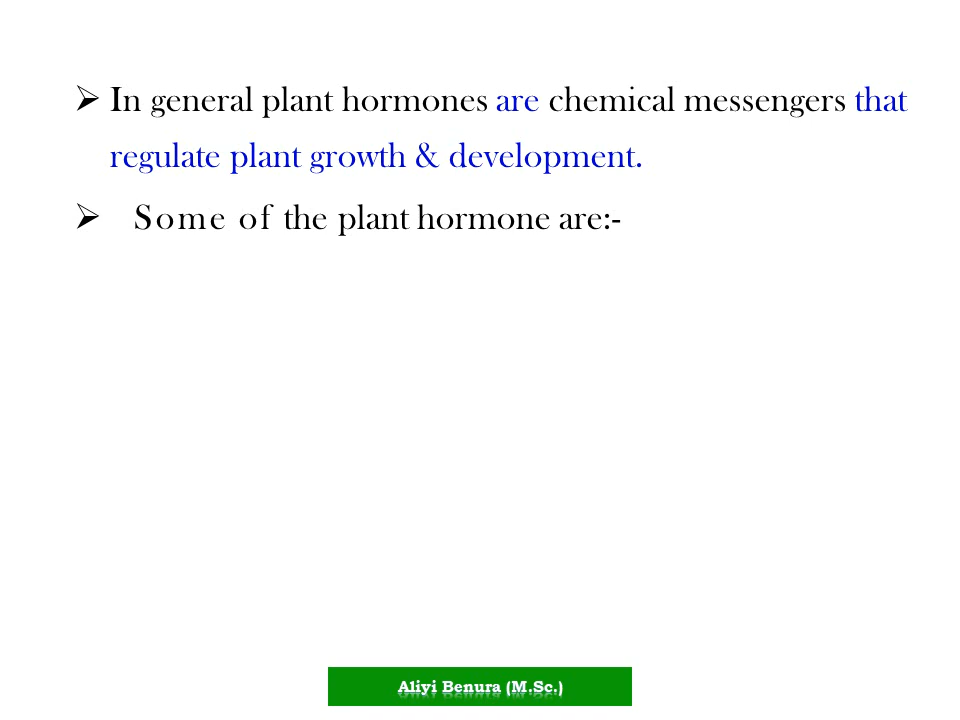 ➢ In general plant hormones are chemical messengers that
regulate plant growth & development.
➢ Some of the plant hormone are:-
Aliyi Benura (M.Sc.)